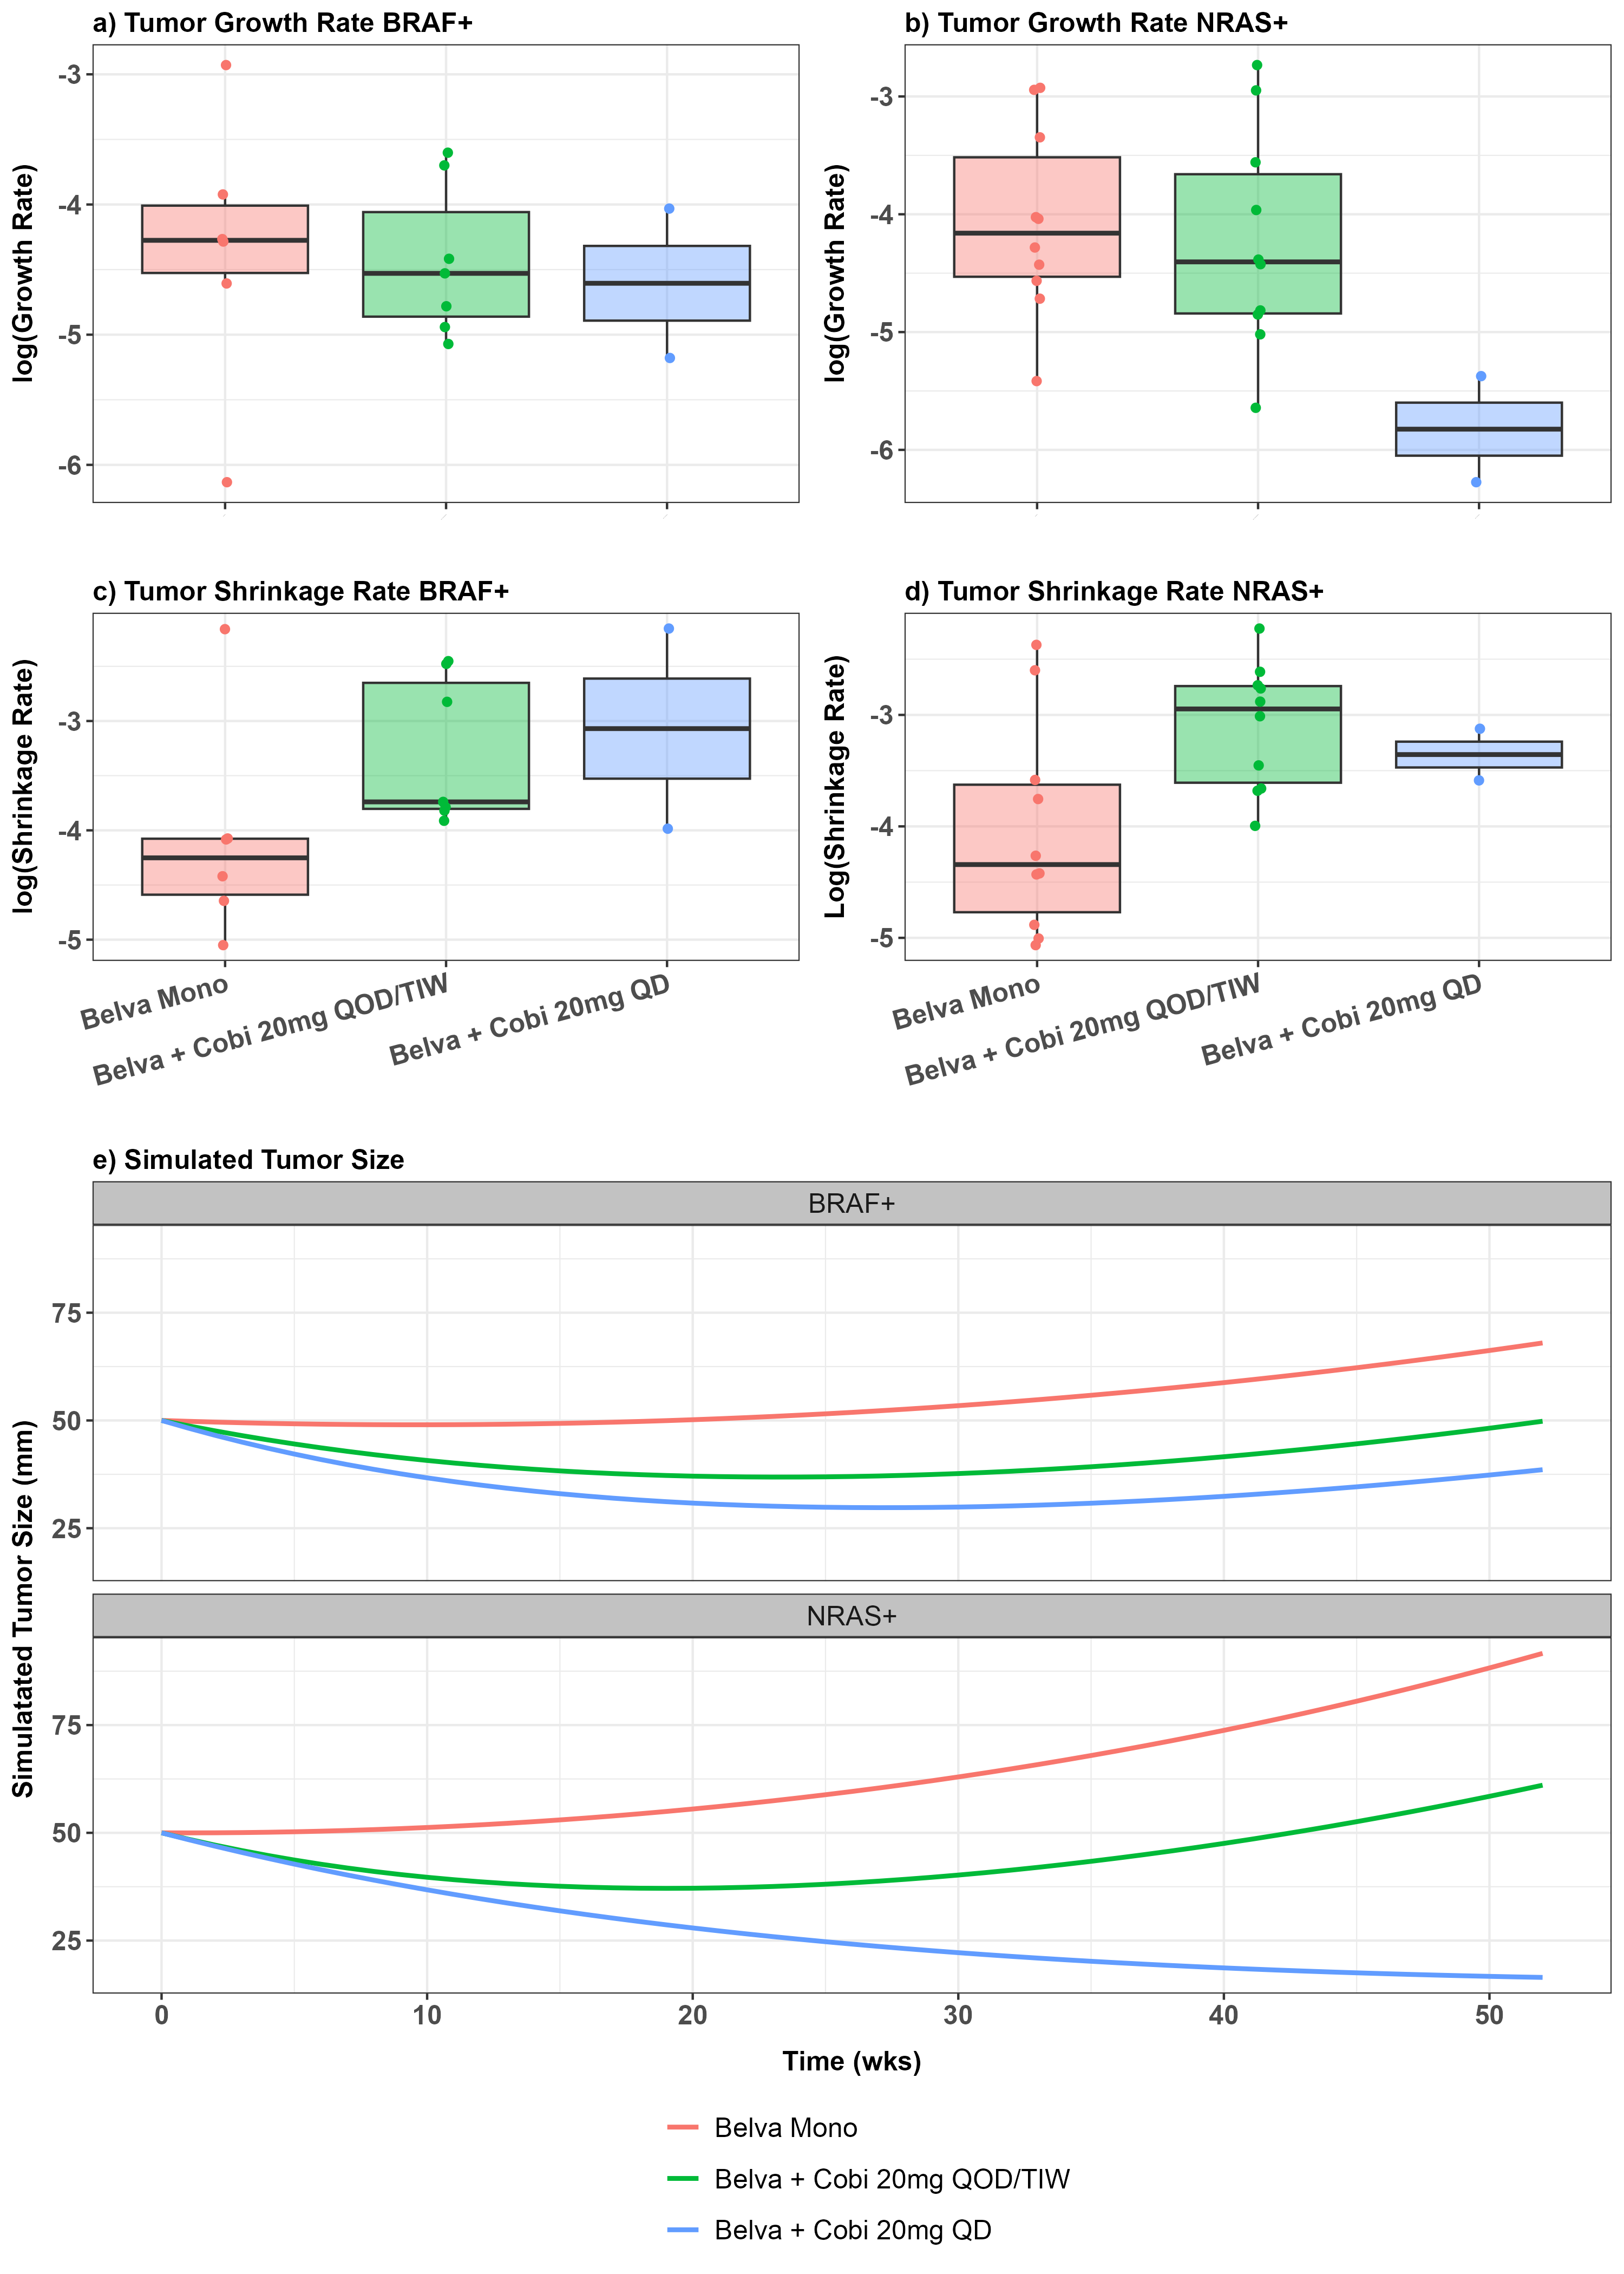 a) Tumor Growth Rate BRAF+
log(Growth Rate)
-3
-4
-5
-6
b) Tumor Growth Rate NRAS+
log(Growth Rate)
-3
-4
-5
-6
c) Tumor Shrinkage Rate BRAF+
log(Shrinkage Rate)
-3
-4
-5
Belva Mono
Belva + Cobi 20mg QOD/TIW
Belva + Cobi 20mg QD
d) Tumor Shrinkage Rate NRAS+
Log(Shrinkage Rate)
-3
-4
-5
Belva Mono
Belva + Cobi 20mg QOD/TIW
Belva + Cobi 20mg QD
e) Simulated Tumor Size
Simulatated Tumor Size (mm)
BRAF+
75
50
25
NRAS+
75
50
25
0 10 20 30 40 50
Time (wks)
Belva Mono
Belva + Cobi 20mg QOD/TIW
Belva + Cobi 20mg QD